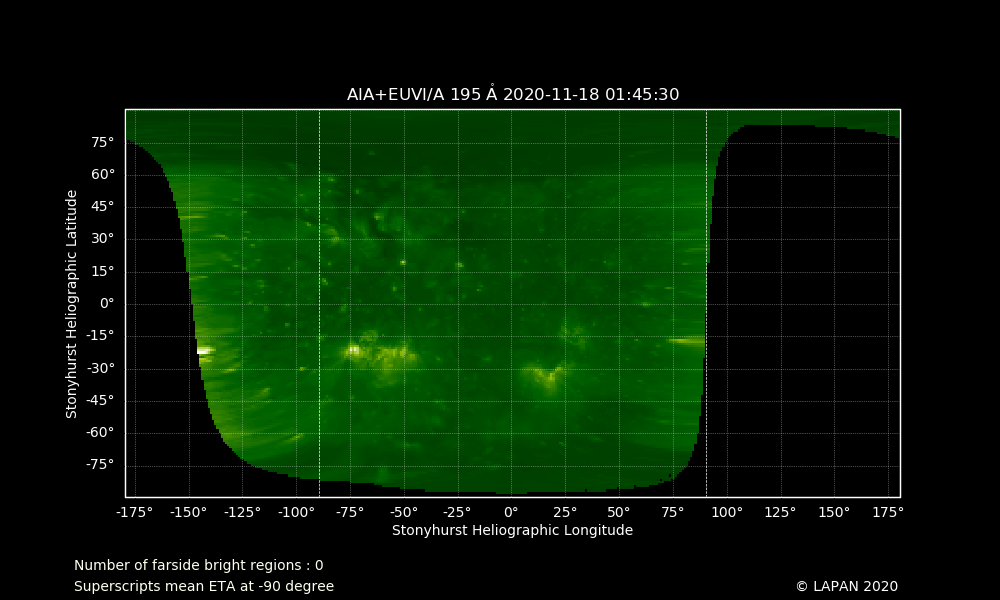 AIA+EUVI/A 195 Å 2020-11-18 01:45:30
75°
60°
45°
30°
15°
0°
-15°
-30°
-45°
-60°
-75°
Stonyhurst Heliographic Latitude
-175° -150° -125° -100° -75° -50° -25° 0° 25° 50° 75° 100° 125° 150° 175°
Stonyhurst Heliographic Longitude
Number of farside bright regions : 0
Superscripts mean ETA at -90 degree
© LAPAN 2020